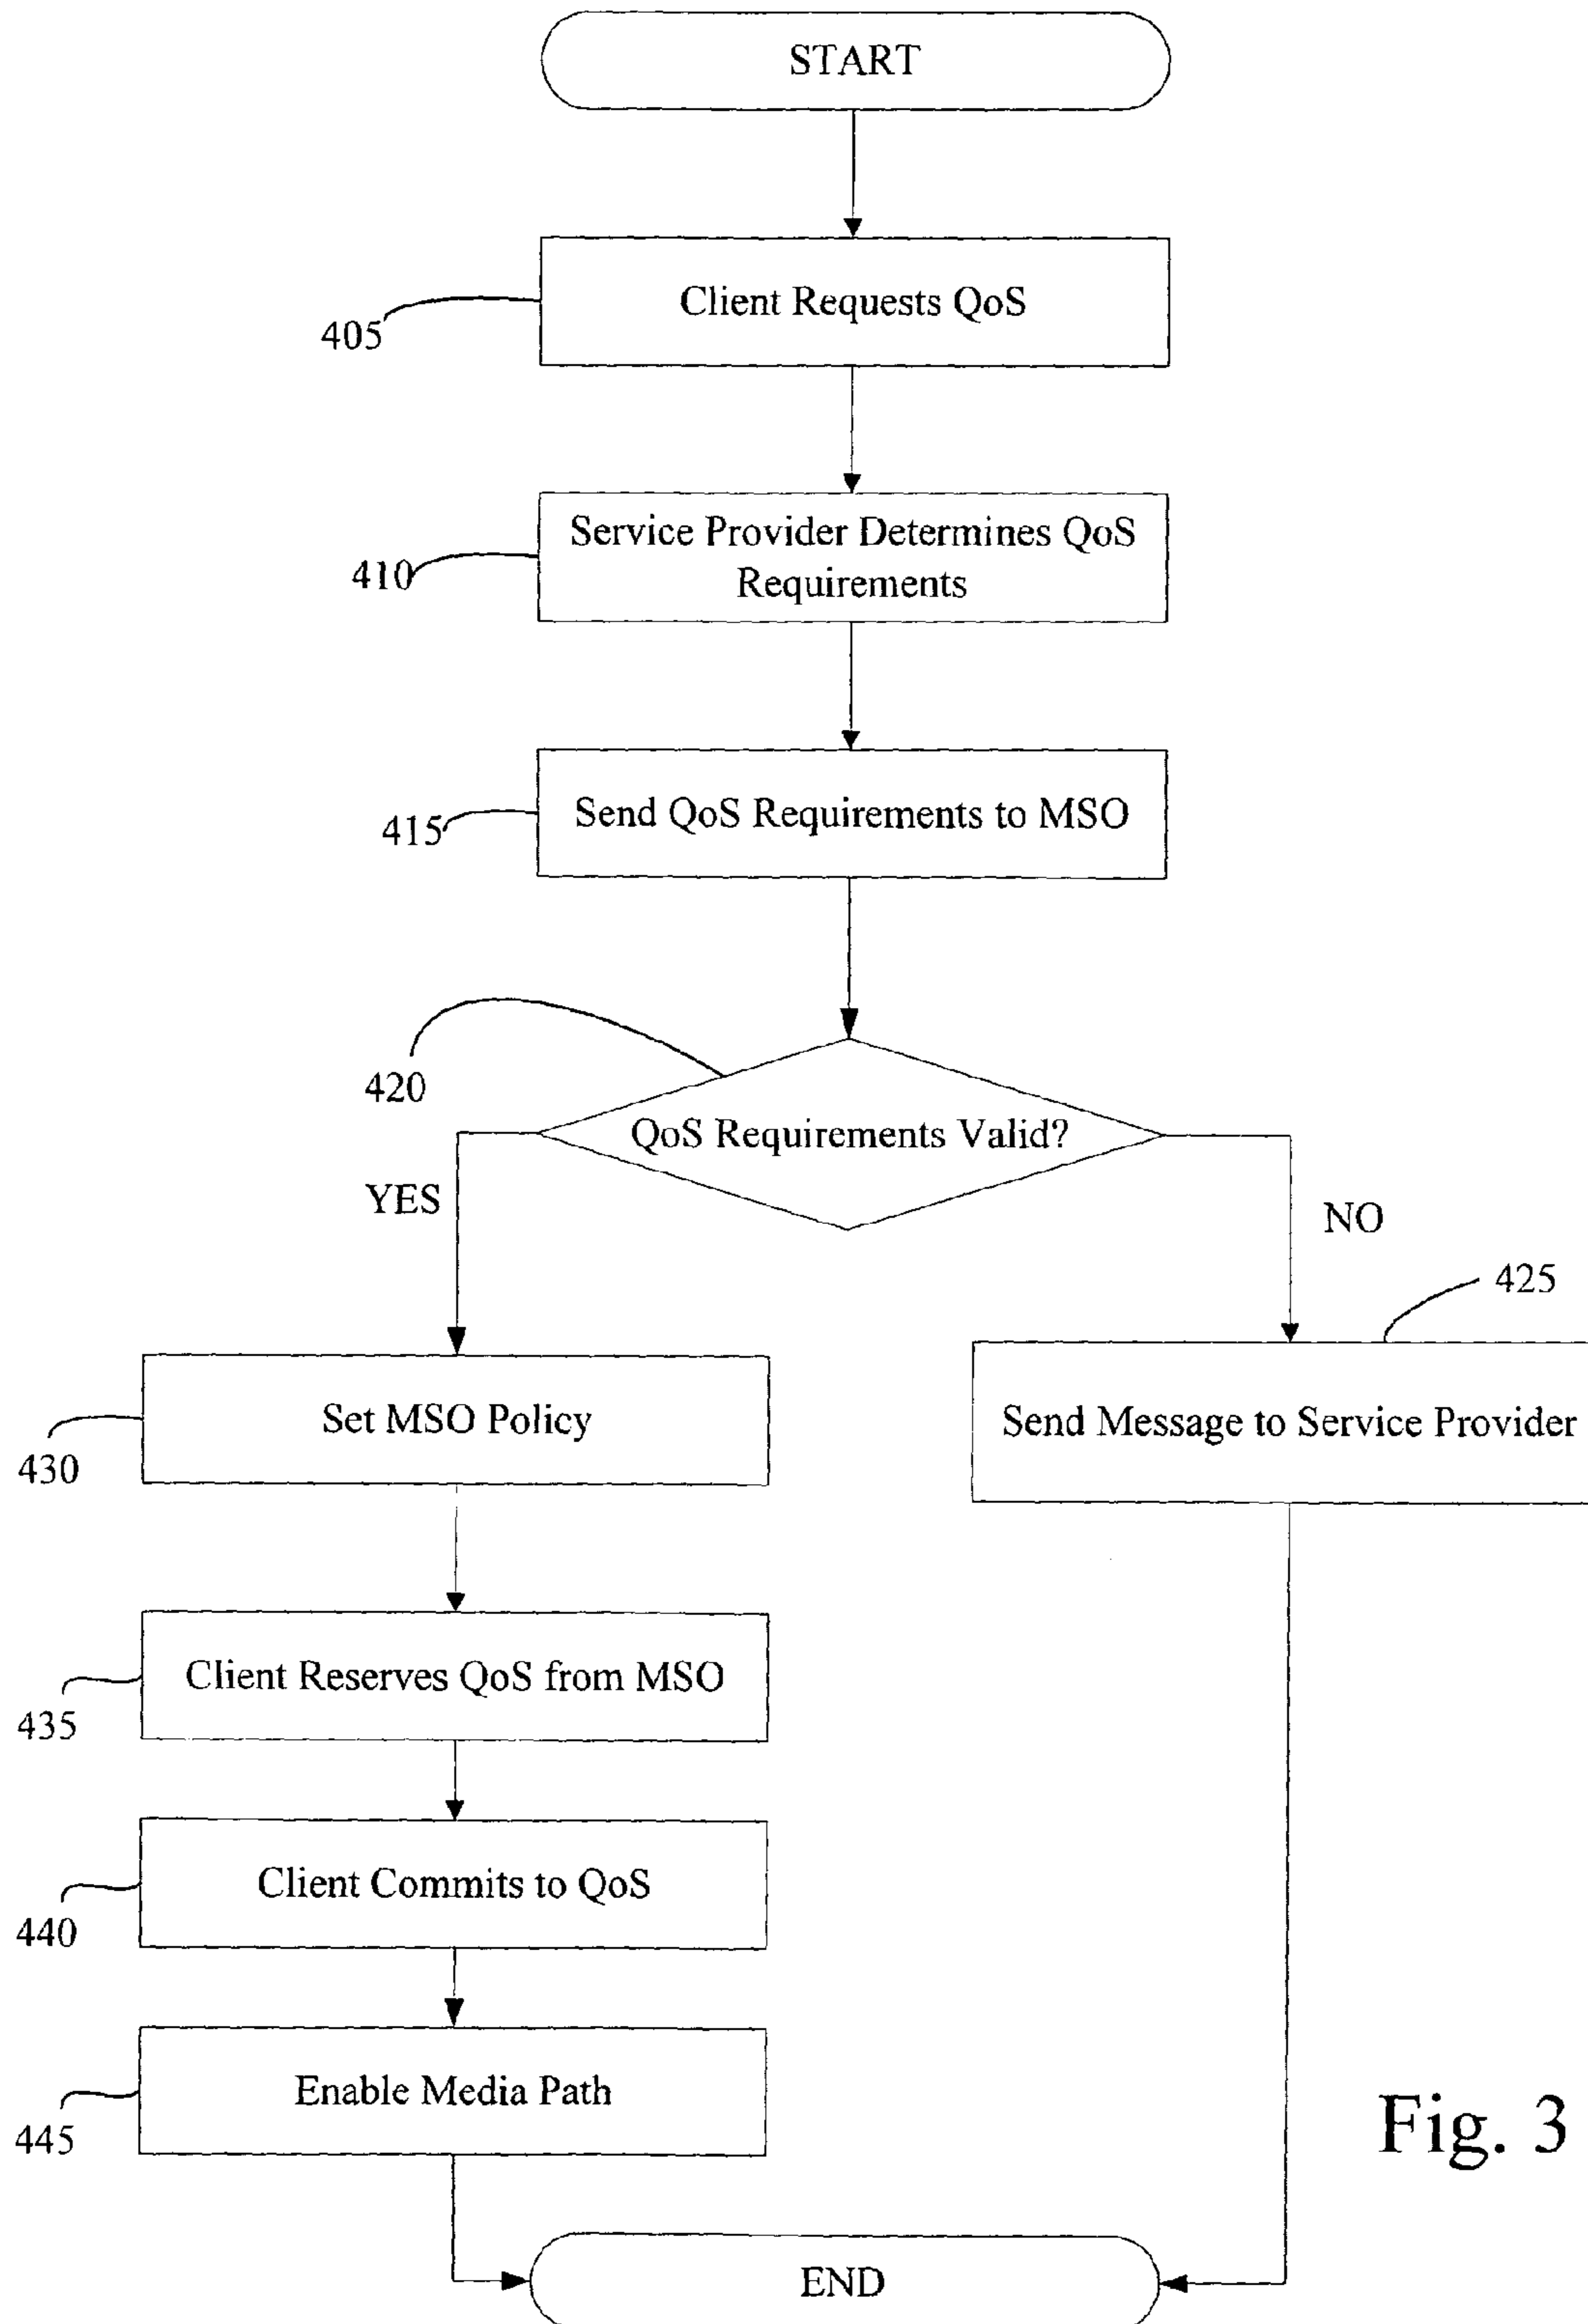 START
Client Requests QoS
405
Service Provider Determines QoS
Requirements
410
Send QoS Requirements to MSO
415
420
QoS Requirements Valid?
YES
NO
425
Set MSO Policy
Send Message to Service Provider
430
Client Reserves QoS from MSO
435
Client Commits to QoS
440
Enable Media Path
445
Fig. 3
END